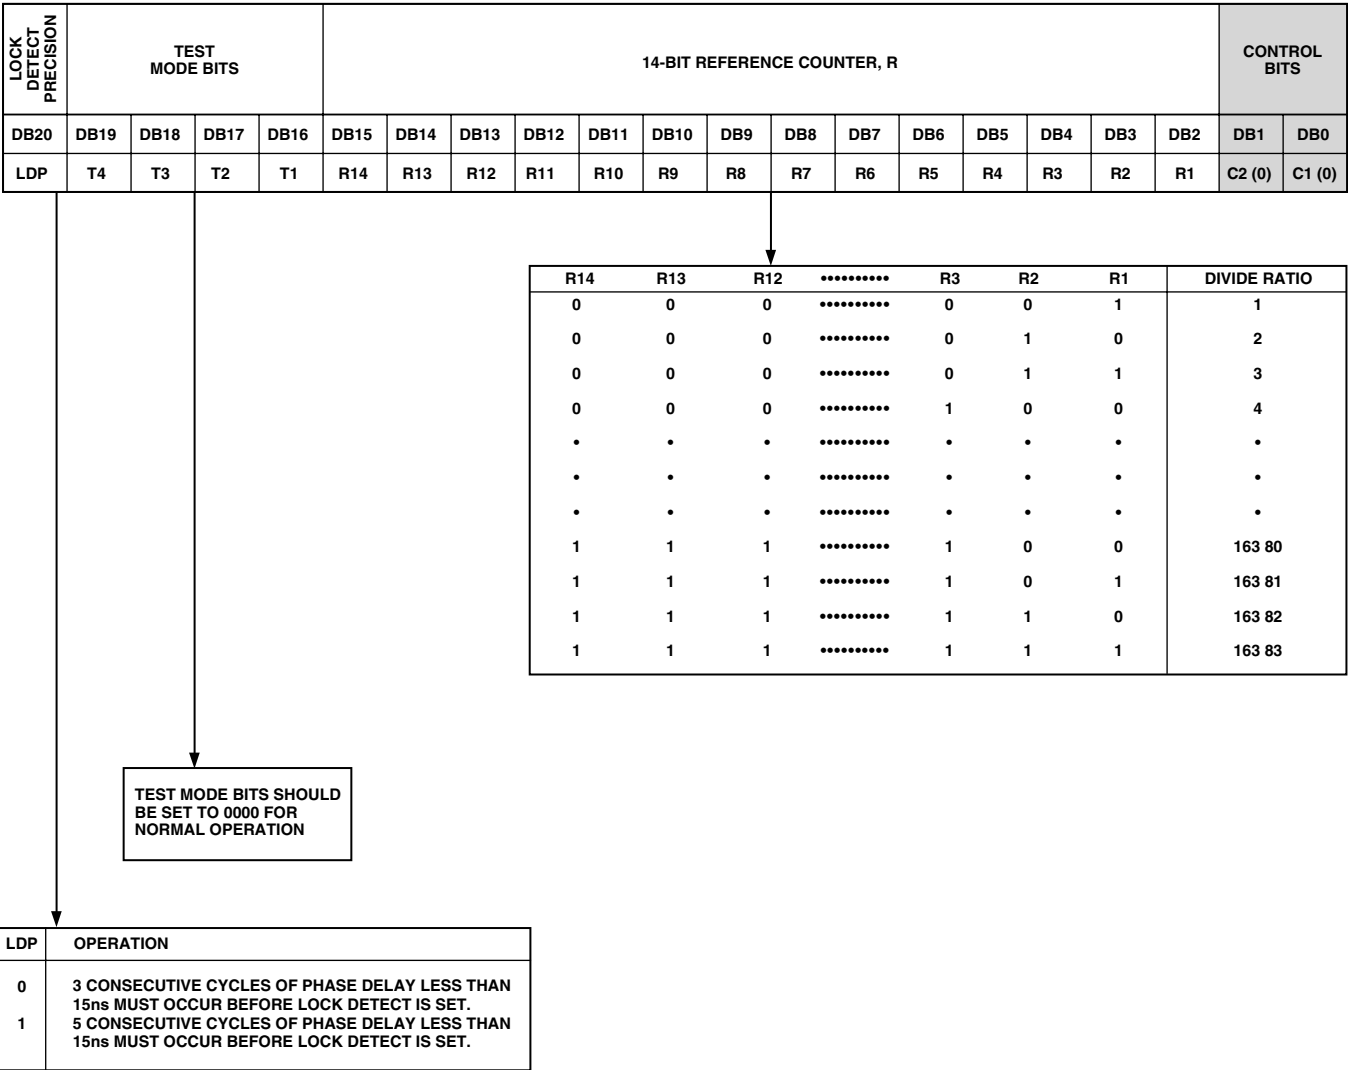 LOCK
DETECT
PRECISION
TEST
MODE BITS
14-BIT REFERENCE COUNTER, R
CONTROL
BITS
DB20 DB19 DB18 DB17 DB16 DB15 DB14 DB13 DB12 DB11 DB10 DB9 DB8 DB7 DB6 DB5 DB4 DB3 DB2 DB1 DB0
LDP T4 T3 T2 T1 R14 R13 R12 R11 R10 R9 R8 R7 R6 R5 R4 R3 R2 R1 C2 (0) C1 (0)
R14 R13 R12 •••••••••• R3 R2 R1 DIVIDE RATIO
0 0 0 •••••••••• 0 0 1 1
0 0 0 •••••••••• 0 1 0 2
0 0 0 •••••••••• 0 1 1 3
0 0 0 •••••••••• 1 0 0 4
• • • •••••••••• • • • •
• • • •••••••••• • • • •
• • • •••••••••• • • • •
1 1 1 •••••••••• 1 0 0 163 80
1 1 1 •••••••••• 1 0 1 163 81
1 1 1 •••••••••• 1 1 0 163 82
1 1 1 •••••••••• 1 1 1 163 83
TEST MODE BITS SHOULD
BE SET TO 0000 FOR
NORMAL OPERATION
LDP OPERATION
0 3 CONSECUTIVE CYCLES OF PHASE DELAY LESS THAN
15ns MUST OCCUR BEFORE LOCK DETECT IS SET.
1 5 CONSECUTIVE CYCLES OF PHASE DELAY LESS THAN
15ns MUST OCCUR BEFORE LOCK DETECT IS SET.